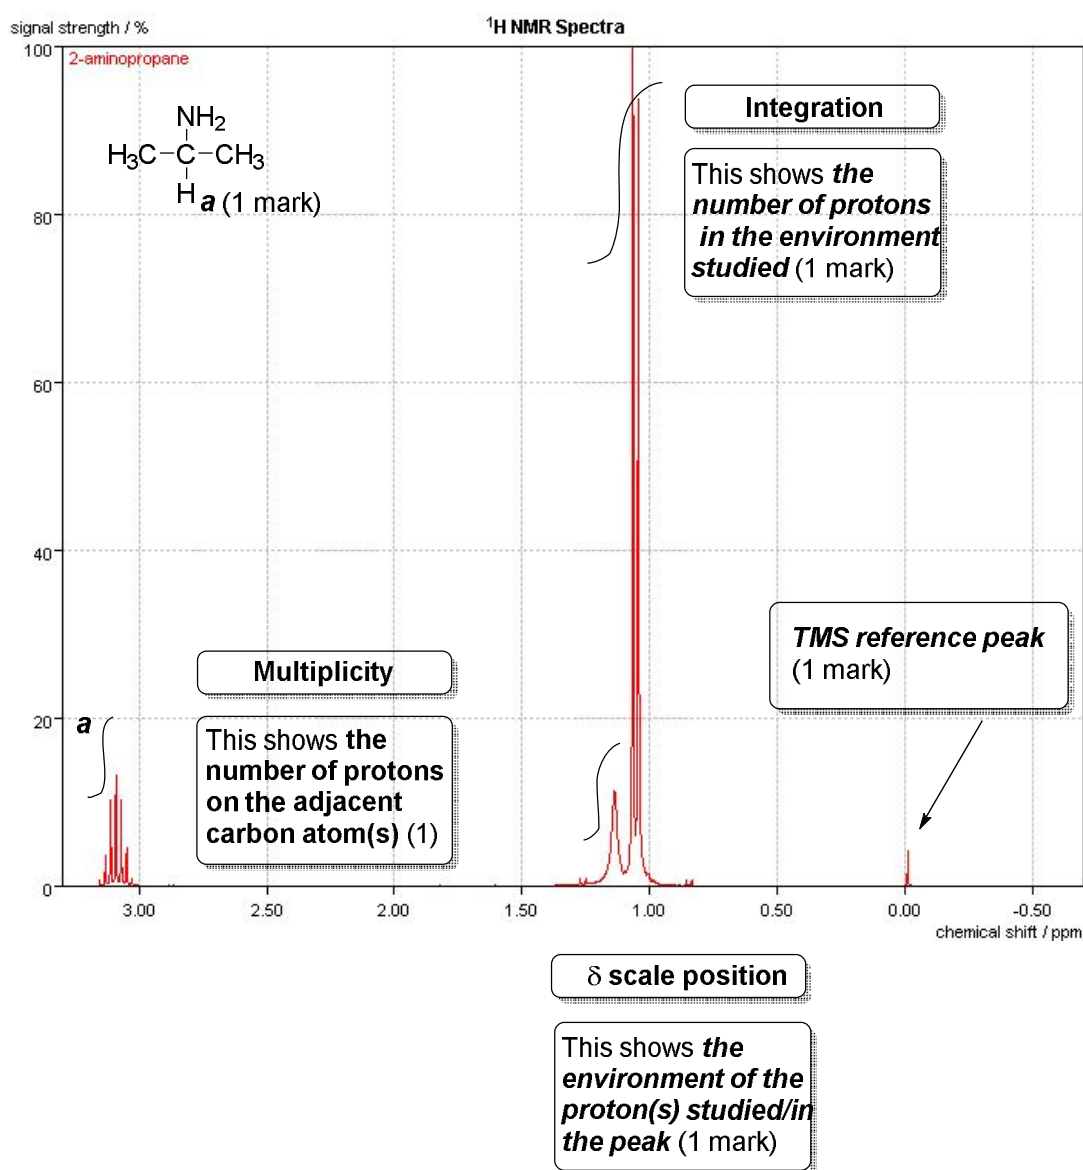 signal strength / %
¹H NMR Spectra
100
2-aminopropane
NH₂
H₃C-C-CH₃
H a (1 mark)
Integration
This shows the
number of protons
in the environment
studied (1 mark)
80
60
40
TMS reference peak
(1 mark)
Multiplicity
a
20
This shows the
number of protons
on the adjacent
carbon atom(s) (1)
0
3.00 2.50 2.00 1.50 1.00 0.50 0.00 -0.50
chemical shift / ppm
δ scale position
This shows the
environment of the
proton(s) studied/in
the peak (1 mark)